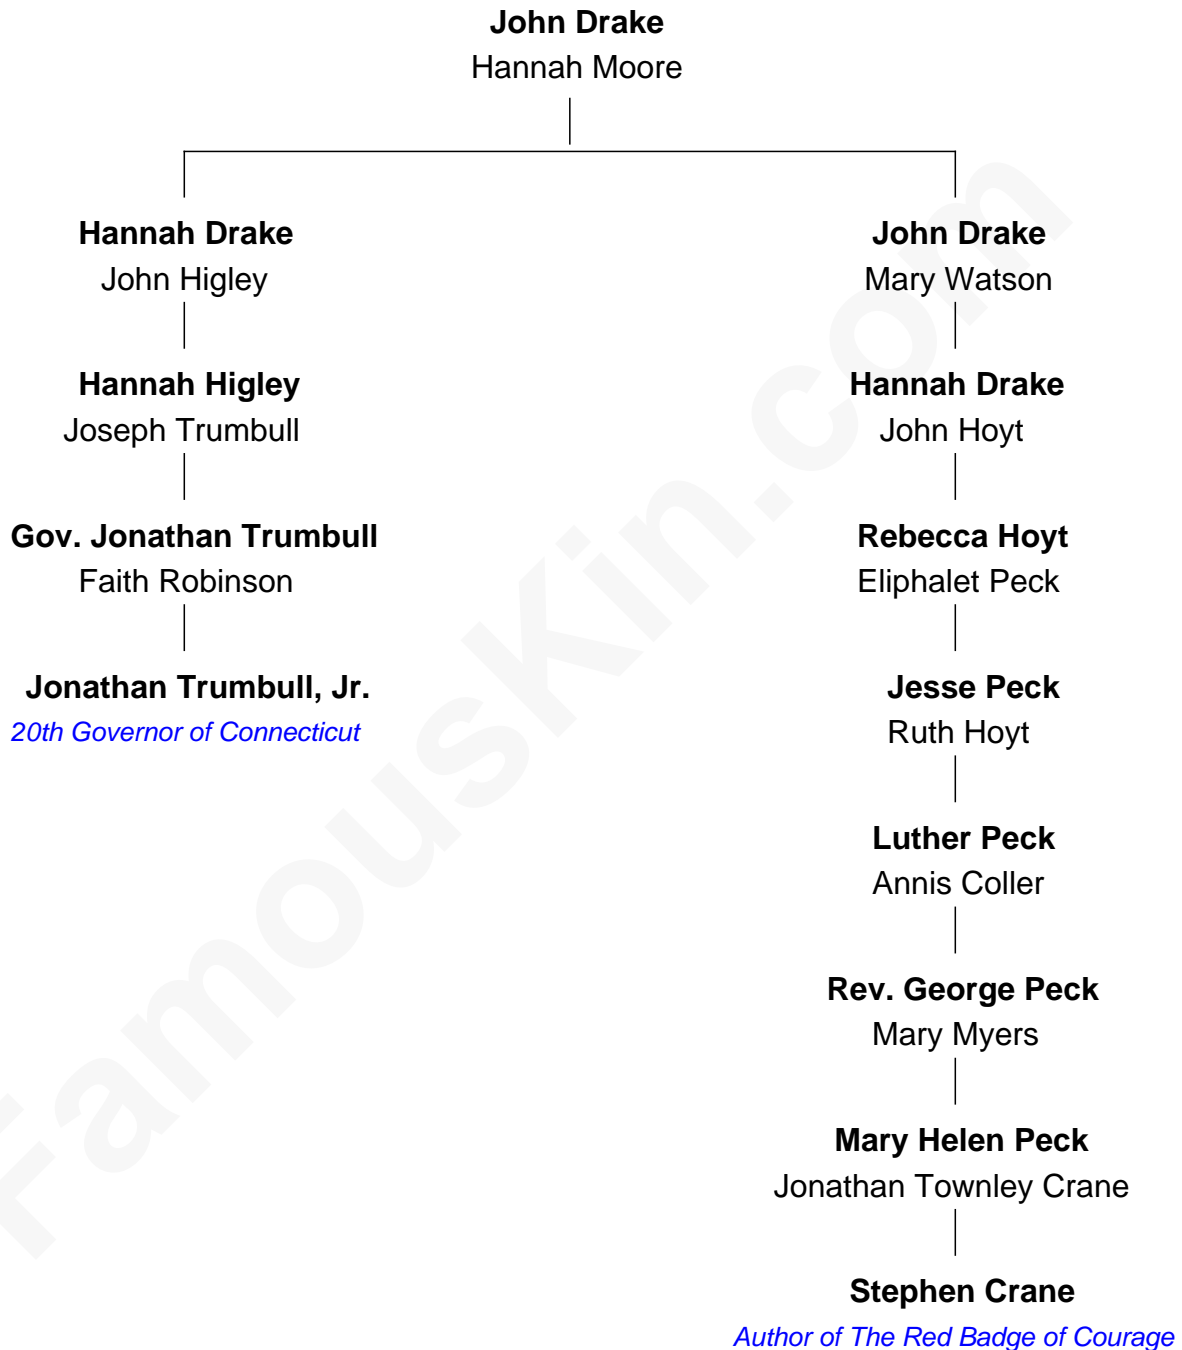 John Drake
Hannah Moore
Hannah Drake
John Higley
Hannah Higley
Joseph Trumbull
Gov. Jonathan Trumbull
Faith Robinson
Jonathan Trumbull, Jr.
20th Governor of Connecticut
John Drake
Mary Watson
Hannah Drake
John Hoyt
Rebecca Hoyt
Eliphalet Peck
Jesse Peck
Ruth Hoyt
Luther Peck
Annis Coller
Rev. George Peck
Mary Myers
Mary Helen Peck
Jonathan Townley Crane
Stephen Crane
Author of The Red Badge of Courage
FamousKin.com